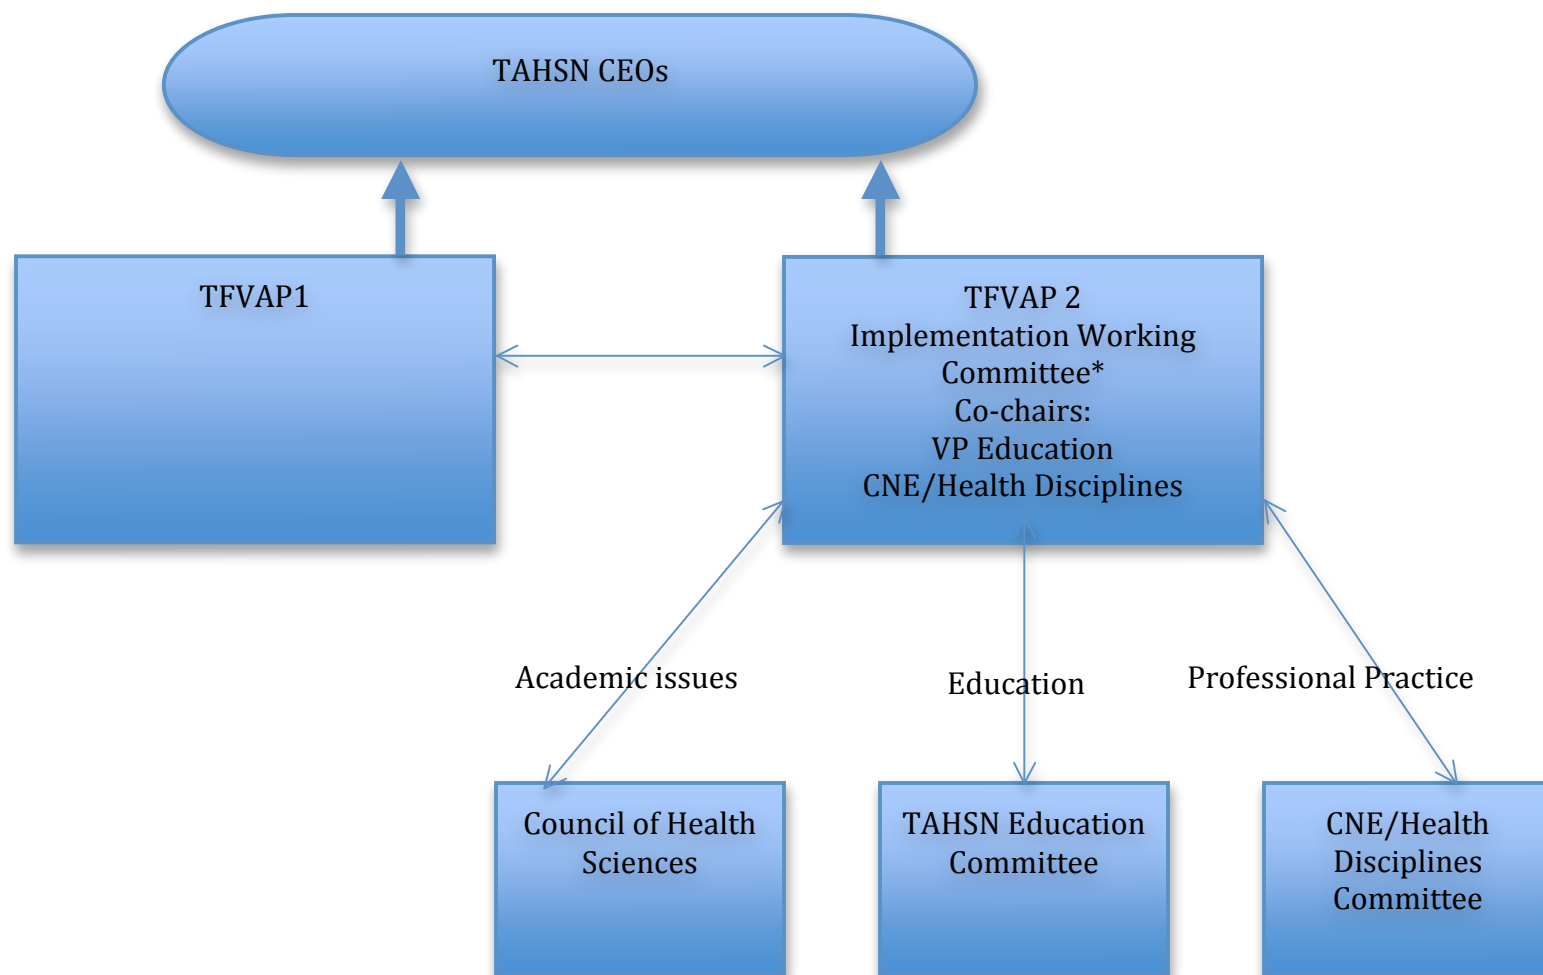 TAHSN CEOs
TFVAP1
TFVAP 2
Implementation Working
Committee*
Co-chairs:
VP Education
CNE/Health Disciplines
Academic issues
Education
Professional Practice
Council of Health
Sciences
TAHSN Education
Committee
CNE/Health
Disciplines
Committee